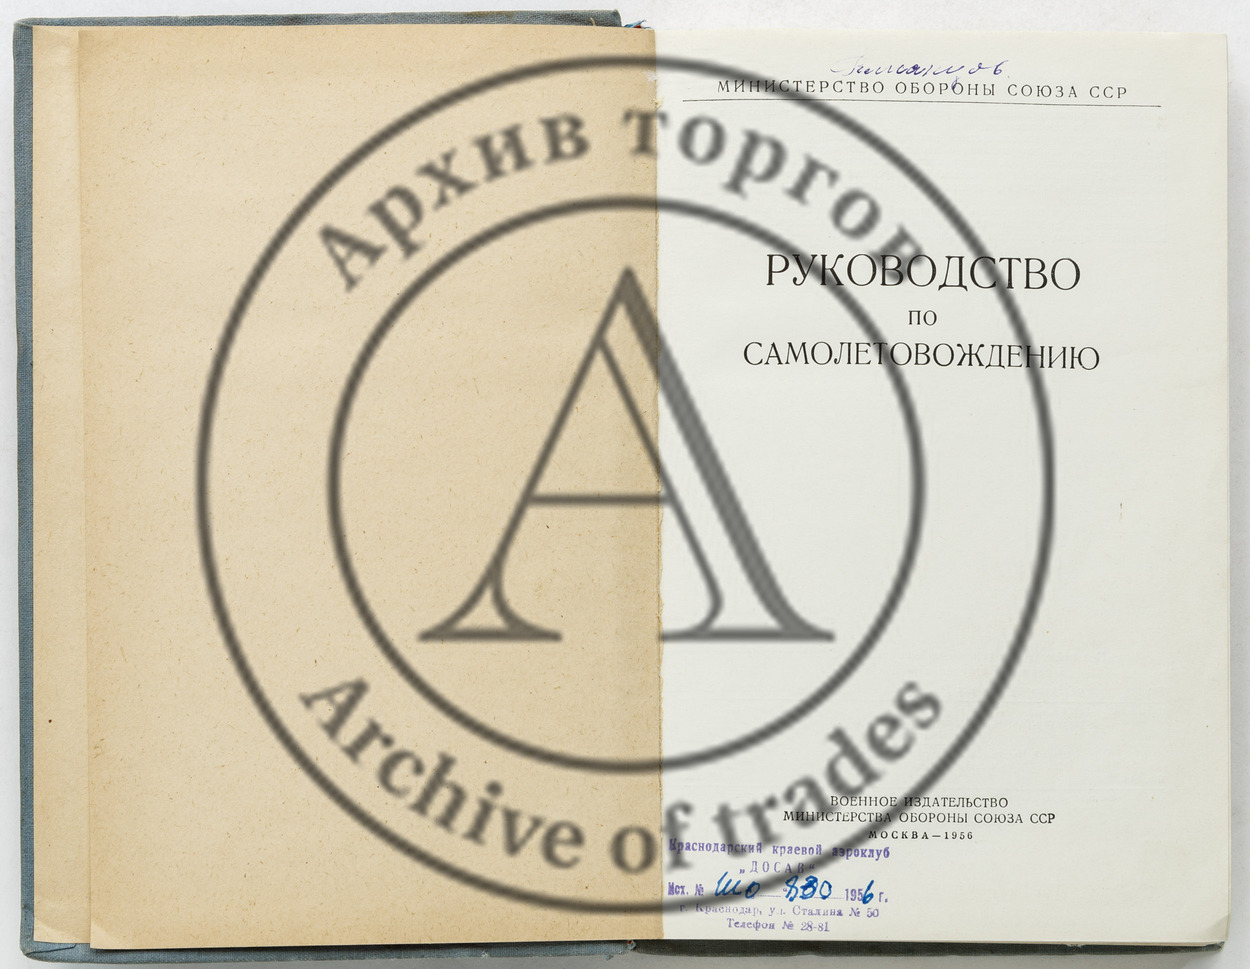 МИНИСТЕРСТВО ОБОРОНЫ СОЮЗА ССР
РУКОВОДСТВО
ПО
САМОЛЕТОВОЖДЕНИЮ
ВОЕННОЕ ИЗДАТЕЛЬСТВО
МИНИСТЕРСТВА ОБОРОНЫ СОЮЗА ССР
МОСКВА — 1956
Краснодарский краевой аэроклуб
„ДОСАВ“
Исх. № 830 1956 г.
г. Краснодар, ул. Сталина № 50
Телефон № 28-81
Архив торгов
A
Archive of trades